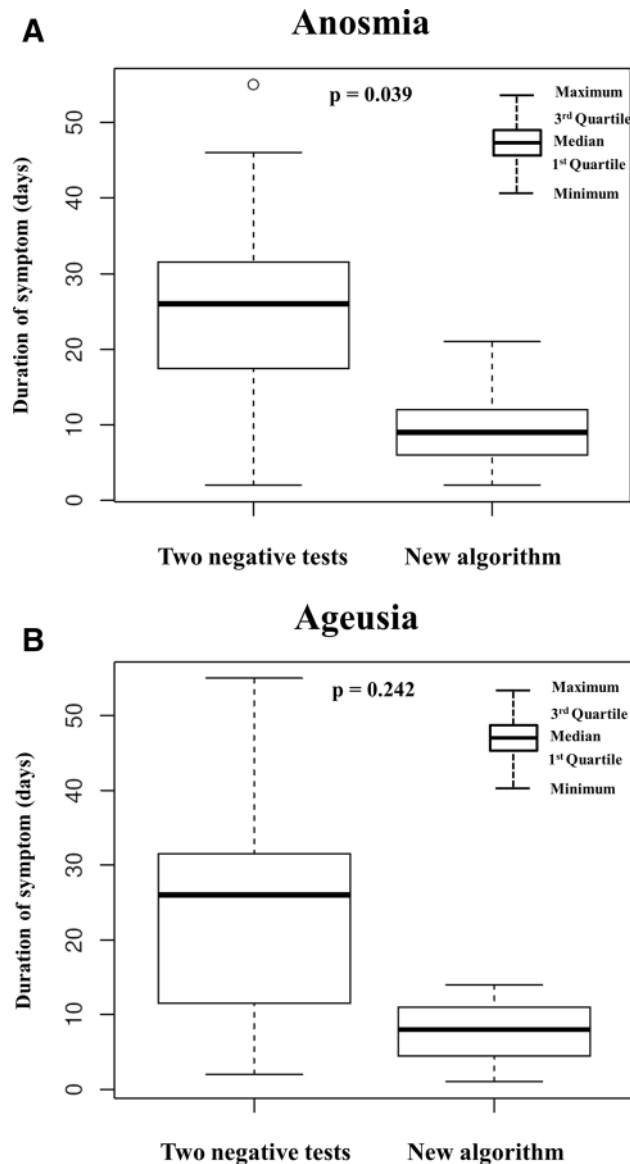 A
Anosmia
p = 0.039
Maximum
3rd Quartile
Median
1st Quartile
Minimum
Duration of symptom (days)
50
40
30
20
10
0
Two negative tests New algorithm
B
Ageusia
p = 0.242
Maximum
3rd Quartile
Median
1st Quartile
Minimum
Duration of symptom (days)
50
40
30
20
10
0
Two negative tests New algorithm